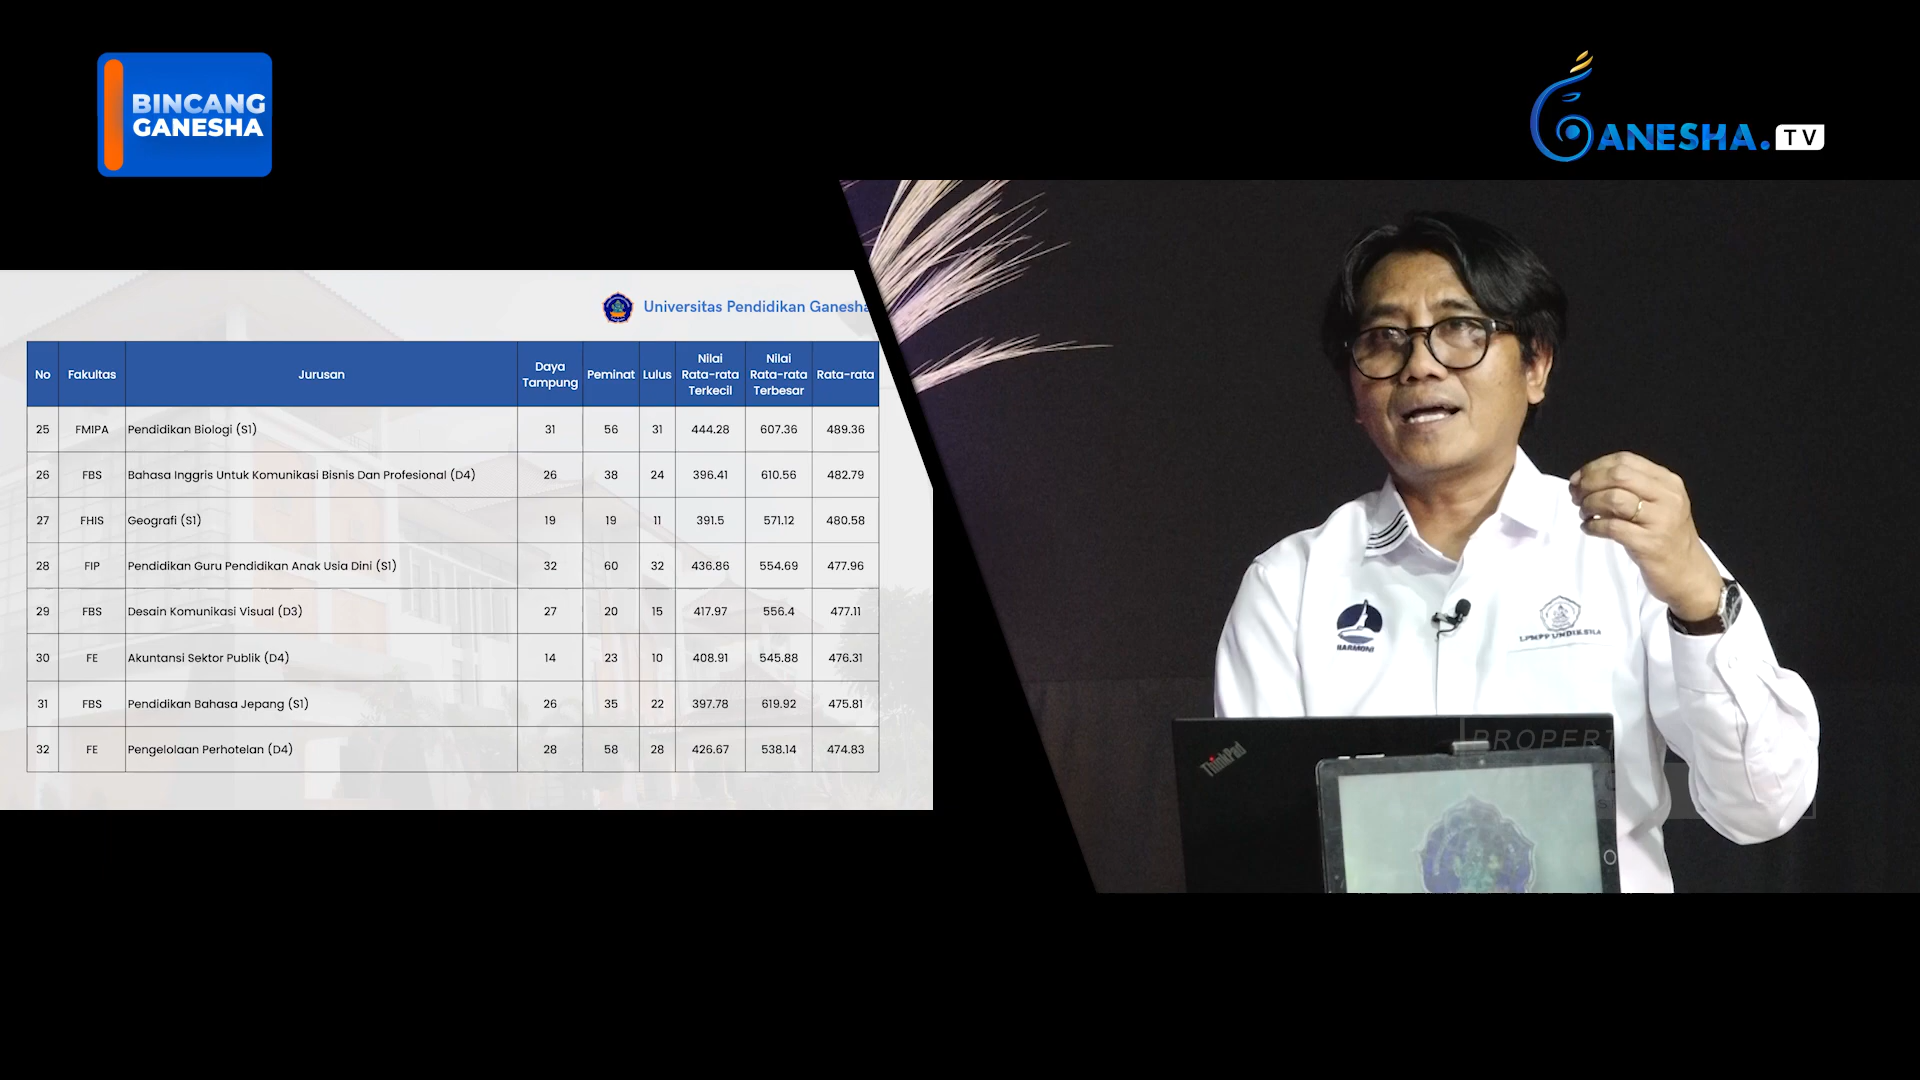 BINCANG
GANESHA
GANESHA.TV
Universitas Pendidikan Ganesha
No Fakultas Jurusan Daya Tampung Peminat Lulus Nilai Rata-rata Terkecil Nilai Rata-rata Terbesar Rata-rata
25 FMIPA Pendidikan Biologi (S1) 31 56 31 444.28 607.36 489.36
26 FBS Bahasa Inggris Untuk Komunikasi Bisnis Dan Profesional (D4) 26 38 24 396.41 610.56 482.79
27 FHIS Geografi (S1) 19 19 11 391.5 571.12 480.58
28 FIP Pendidikan Guru Pendidikan Anak Usia Dini (S1) 32 60 32 436.86 554.69 477.96
29 FBS Desain Komunikasi Visual (D3) 27 20 15 417.97 556.4 477.11
30 FE Akuntansi Sektor Publik (D4) 14 23 10 408.91 545.88 476.31
31 FBS Pendidikan Bahasa Jepang (S1) 26 35 22 397.78 619.92 475.81
32 FE Pengelolaan Perhotelan (D4) 28 58 28 426.67 538.14 474.83
HARMONI
LPMPP UNDIKSHA
ThinkPad
PROPERT